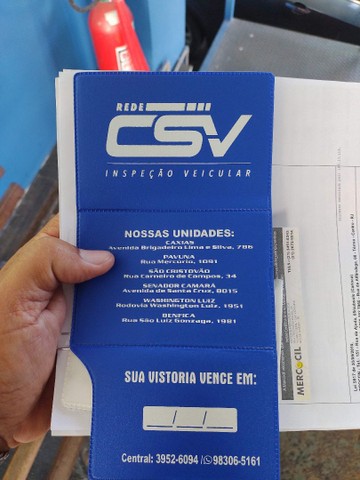 REDE
CSV
INSPEÇÃO VEICULAR
NOSSAS UNIDADES:
CAXIAS
Avenida Brigadeiro Lima e Silva, 786
PAVUNA
Rua Mercúrio, 1091
SÃO CRISTOVÃO
Rua Carneiro de Campos, 34
SENADOR CAMARÁ
Avenida de Santa Cruz, 8015
WASHINGTON LUIZ
Rodovia Washington Luiz, 1951
BENFICA
Rua São Luiz Gonzaga, 1981
SUA VISTORIA VENCE EM:
/ /
Central: 3952-6094 / 98306-5161
MERCOCIL